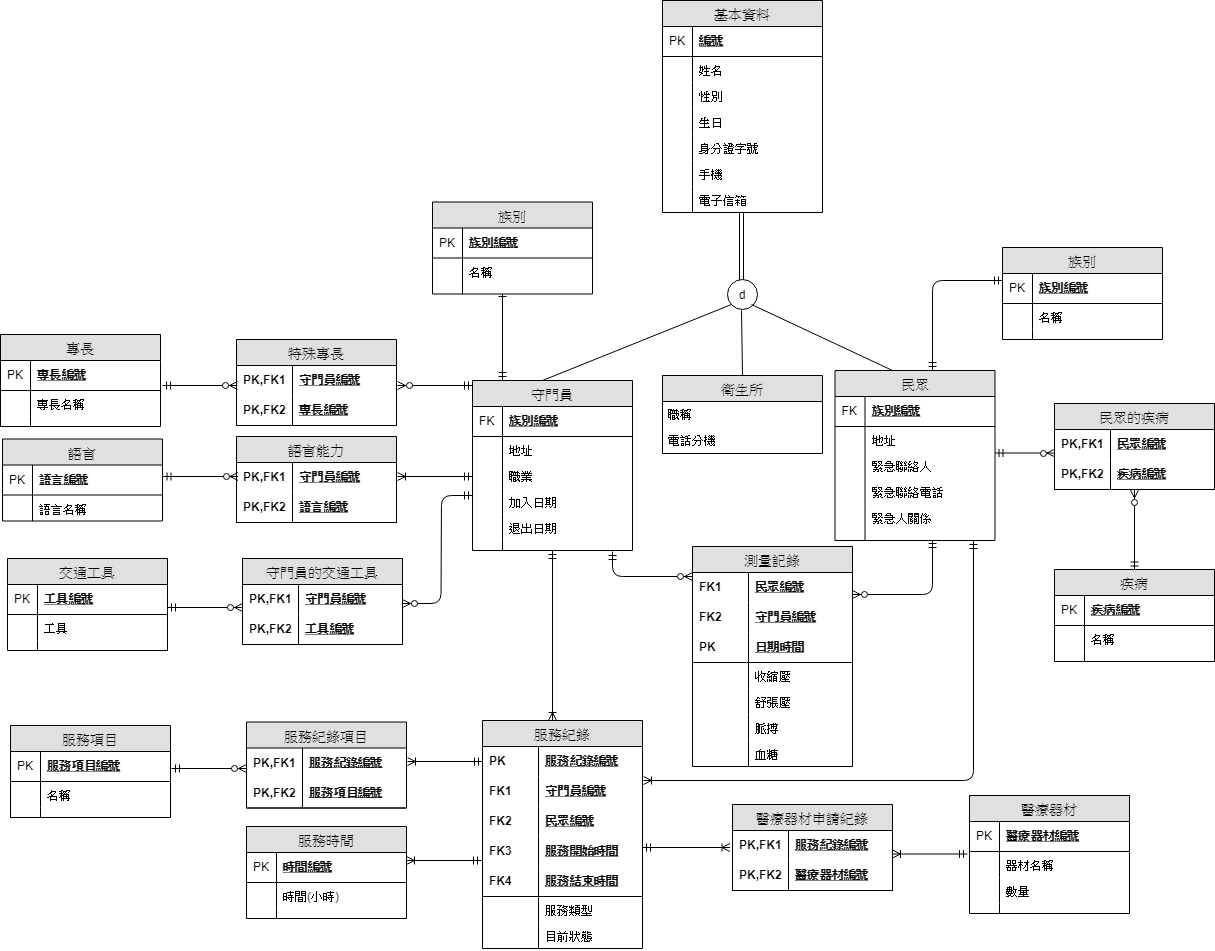 基本資料
PK 編號
姓名
性別
生日
身分證字號
手機
電子信箱
族別
PK 族別編號
名稱
d
族別
PK 族別編號
名稱
專長
PK 專長編號
專長名稱
特殊專長
PK,FK1 守門員編號
PK,FK2 專長編號
守門員
FK 族別編號
地址
職業
加入日期
退出日期
衛生所
職稱
電話分機
民眾
FK 族別編號
地址
緊急聯絡人
緊急聯絡電話
緊急人關係
民眾的疾病
PK,FK1 民眾編號
PK,FK2 疾病編號
語言
PK 語言編號
語言名稱
語言能力
PK,FK1 守門員編號
PK,FK2 語言編號
交通工具
PK 工具編號
工具
守門員的交通工具
PK,FK1 守門員編號
PK,FK2 工具編號
測量記錄
FK1 民眾編號
FK2 守門員編號
PK 日期時間
收縮壓
舒張壓
脈搏
血糖
疾病
PK 疾病編號
名稱
服務項目
PK 服務項目編號
名稱
服務紀錄項目
PK,FK1 服務紀錄編號
PK,FK2 服務項目編號
服務紀錄
PK 服務紀錄編號
FK1 守門員編號
FK2 民眾編號
FK3 服務開始時間
FK4 服務結束時間
服務類型
目前狀態
服務時間
PK 時間編號
時間(小時)
醫療器材申請紀錄
PK,FK1 服務紀錄編號
PK,FK2 醫療器材編號
醫療器材
PK 醫療器材編號
器材名稱
數量